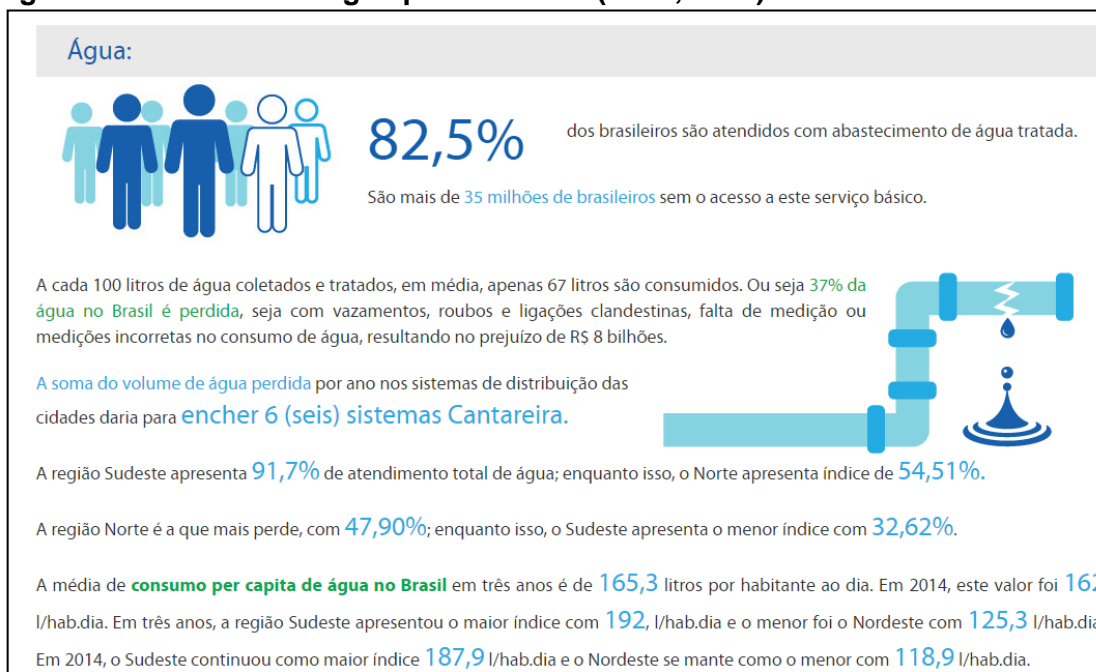 Água:
82,5% dos brasileiros são atendidos com abastecimento de água tratada.
São mais de 35 milhões de brasileiros sem o acesso a este serviço básico.
A cada 100 litros de água coletados e tratados, em média, apenas 67 litros são consumidos. Ou seja 37% da
água no Brasil é perdida, seja com vazamentos, roubos e ligações clandestinas, falta de medição ou
medições incorretas no consumo de água, resultando no prejuízo de R$ 8 bilhões.
A soma do volume de água perdida por ano nos sistemas de distribuição das
cidades daria para encher 6 (seis) sistemas Cantareira.
A região Sudeste apresenta 91,7% de atendimento total de água; enquanto isso, o Norte apresenta índice de 54,51%.
A região Norte é a que mais perde, com 47,90%; enquanto isso, o Sudeste apresenta o menor índice com 32,62%.
A média de consumo per capita de água no Brasil em três anos é de 165,3 litros por habitante ao dia. Em 2014, este valor foi 162
l/hab.dia. Em três anos, a região Sudeste apresentou o maior índice com 192, l/hab.dia e o menor foi o Nordeste com 125,3 l/hab.dia
Em 2014, o Sudeste continuou como maior índice 187,9 l/hab.dia e o Nordeste se mante como o menor com 118,9 l/hab.dia.